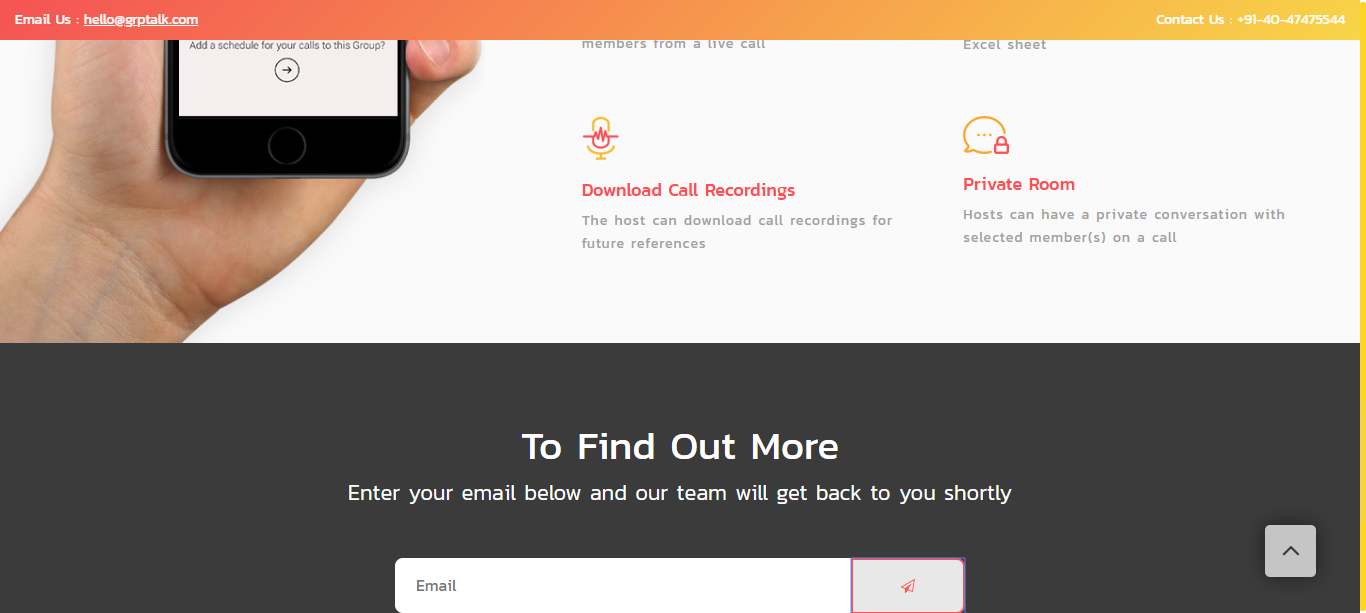 Email Us : hello@grptalk.com
Contact Us : +91-40-47475544
Add a schedule for your calls to this Group?
members from a live call
Excel sheet
Download Call Recordings
The host can download call recordings for
future references
Private Room
Hosts can have a private conversation with
selected member(s) on a call
To Find Out More
Enter your email below and our team will get back to you shortly
Email